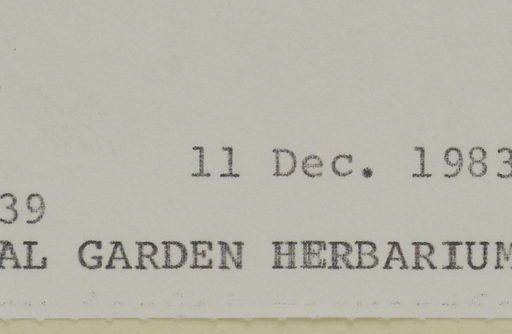 11 Dec. 1983
39
AL GARDEN HERBARIUM